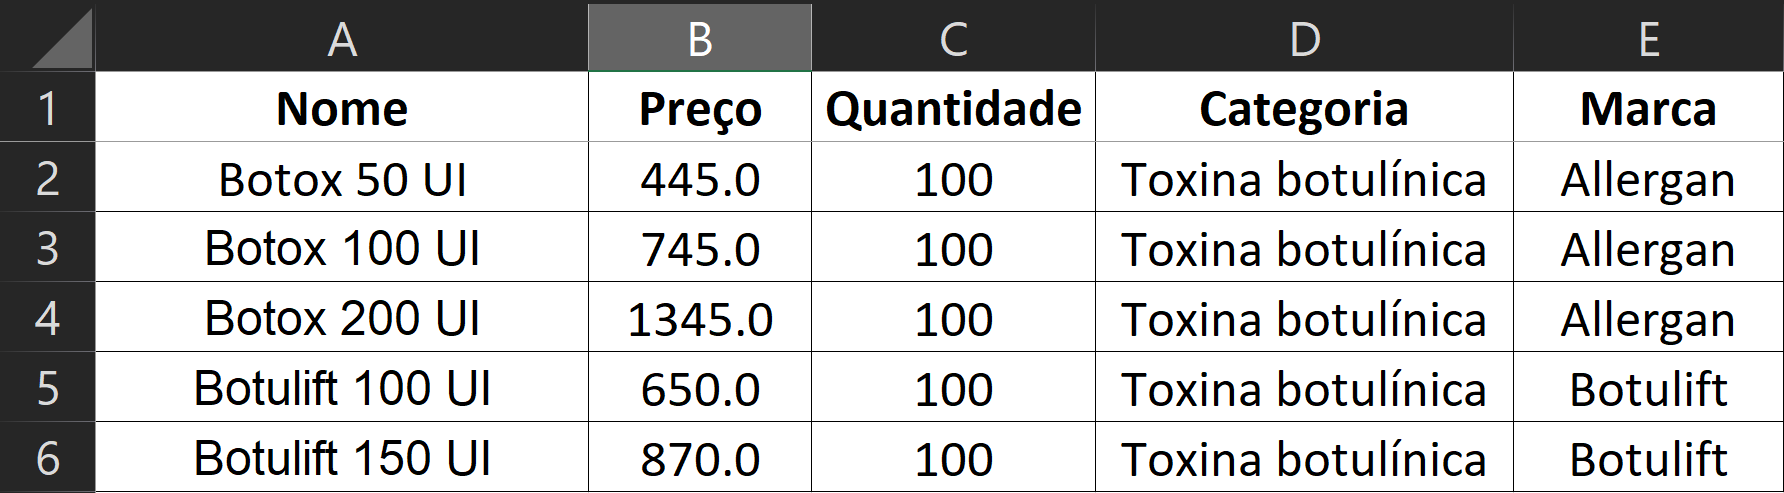 A B C D E
1 Nome Preço Quantidade Categoria Marca
2 Botox 50 UI 445.0 100 Toxina botulínica Allergan
3 Botox 100 UI 745.0 100 Toxina botulínica Allergan
4 Botox 200 UI 1345.0 100 Toxina botulínica Allergan
5 Botulift 100 UI 650.0 100 Toxina botulínica Botulift
6 Botulift 150 UI 870.0 100 Toxina botulínica Botulift